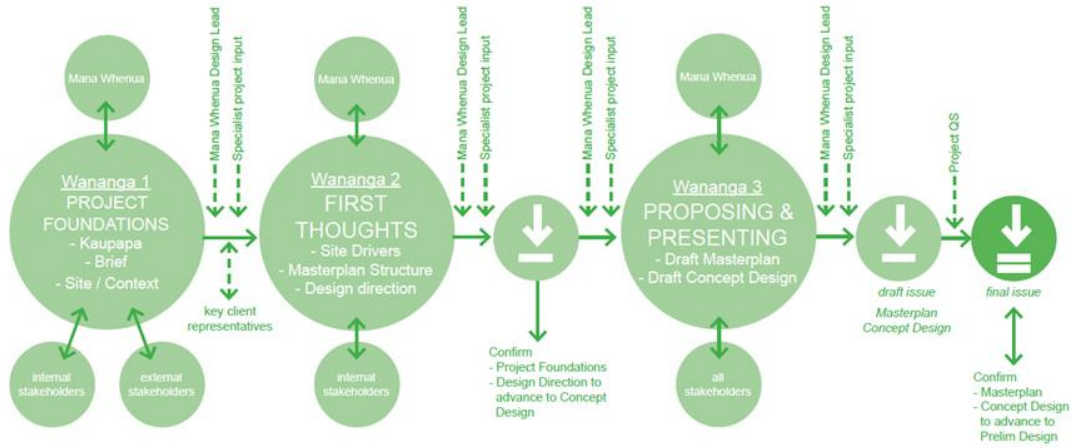 Mana Whenua
Wananga 1
PROJECT
FOUNDATIONS
- Kaupapa
- Brief
- Site / Context
internal
stakeholders
external
stakeholders
Mana Whenua Design Lead
Specialist project input
key client
representatives
Mana Whenua
Wananga 2
FIRST
THOUGHTS
- Site Drivers
- Masterplan Structure
- Design direction
internal
stakeholders
Mana Whenua Design Lead
Specialist project input
Confirm
- Project Foundations
- Design Direction to
advance to Concept
Design
Mana Whenua Design Lead
Specialist project input
Mana Whenua
Wananga 3
PROPOSING &
PRESENTING
- Draft Masterplan
- Draft Concept Design
all
stakeholders
Mana Whenua Design Lead
Specialist project input
draft issue
Masterplan
Concept Design
Project QS
final issue
Confirm
- Masterplan
- Concept Design
to advance to
Prelim Design